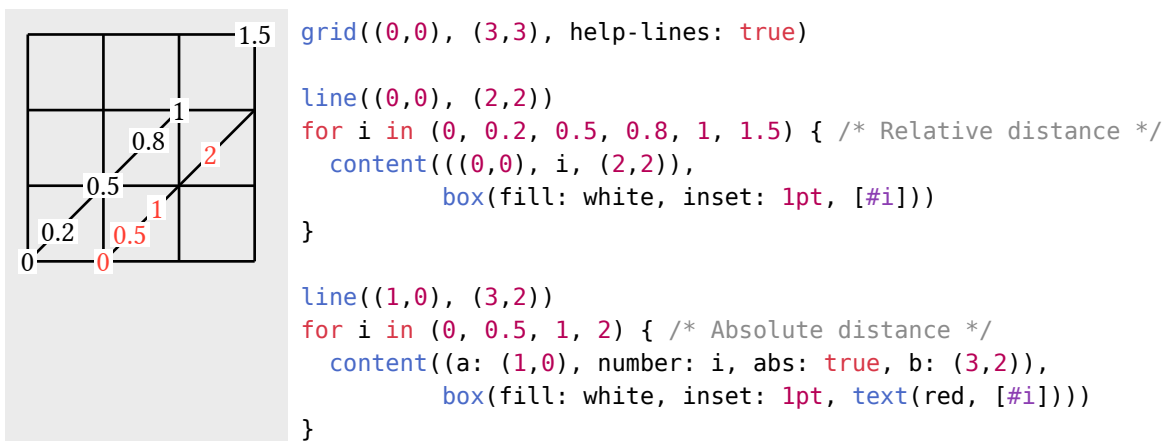 1.5
1
0.8
2
0.5
1
0.2
0.5
0
0
grid((0,0), (3,3), help-lines: true)

line((0,0), (2,2))
for i in (0, 0.2, 0.5, 0.8, 1, 1.5) { /* Relative distance */
  content(((0,0), i, (2,2)),
          box(fill: white, inset: 1pt, [#i]))
}

line((1,0), (3,2))
for i in (0, 0.5, 1, 2) { /* Absolute distance */
  content((a: (1,0), number: i, abs: true, b: (3,2)),
          box(fill: white, inset: 1pt, text(red, [#i])))
}